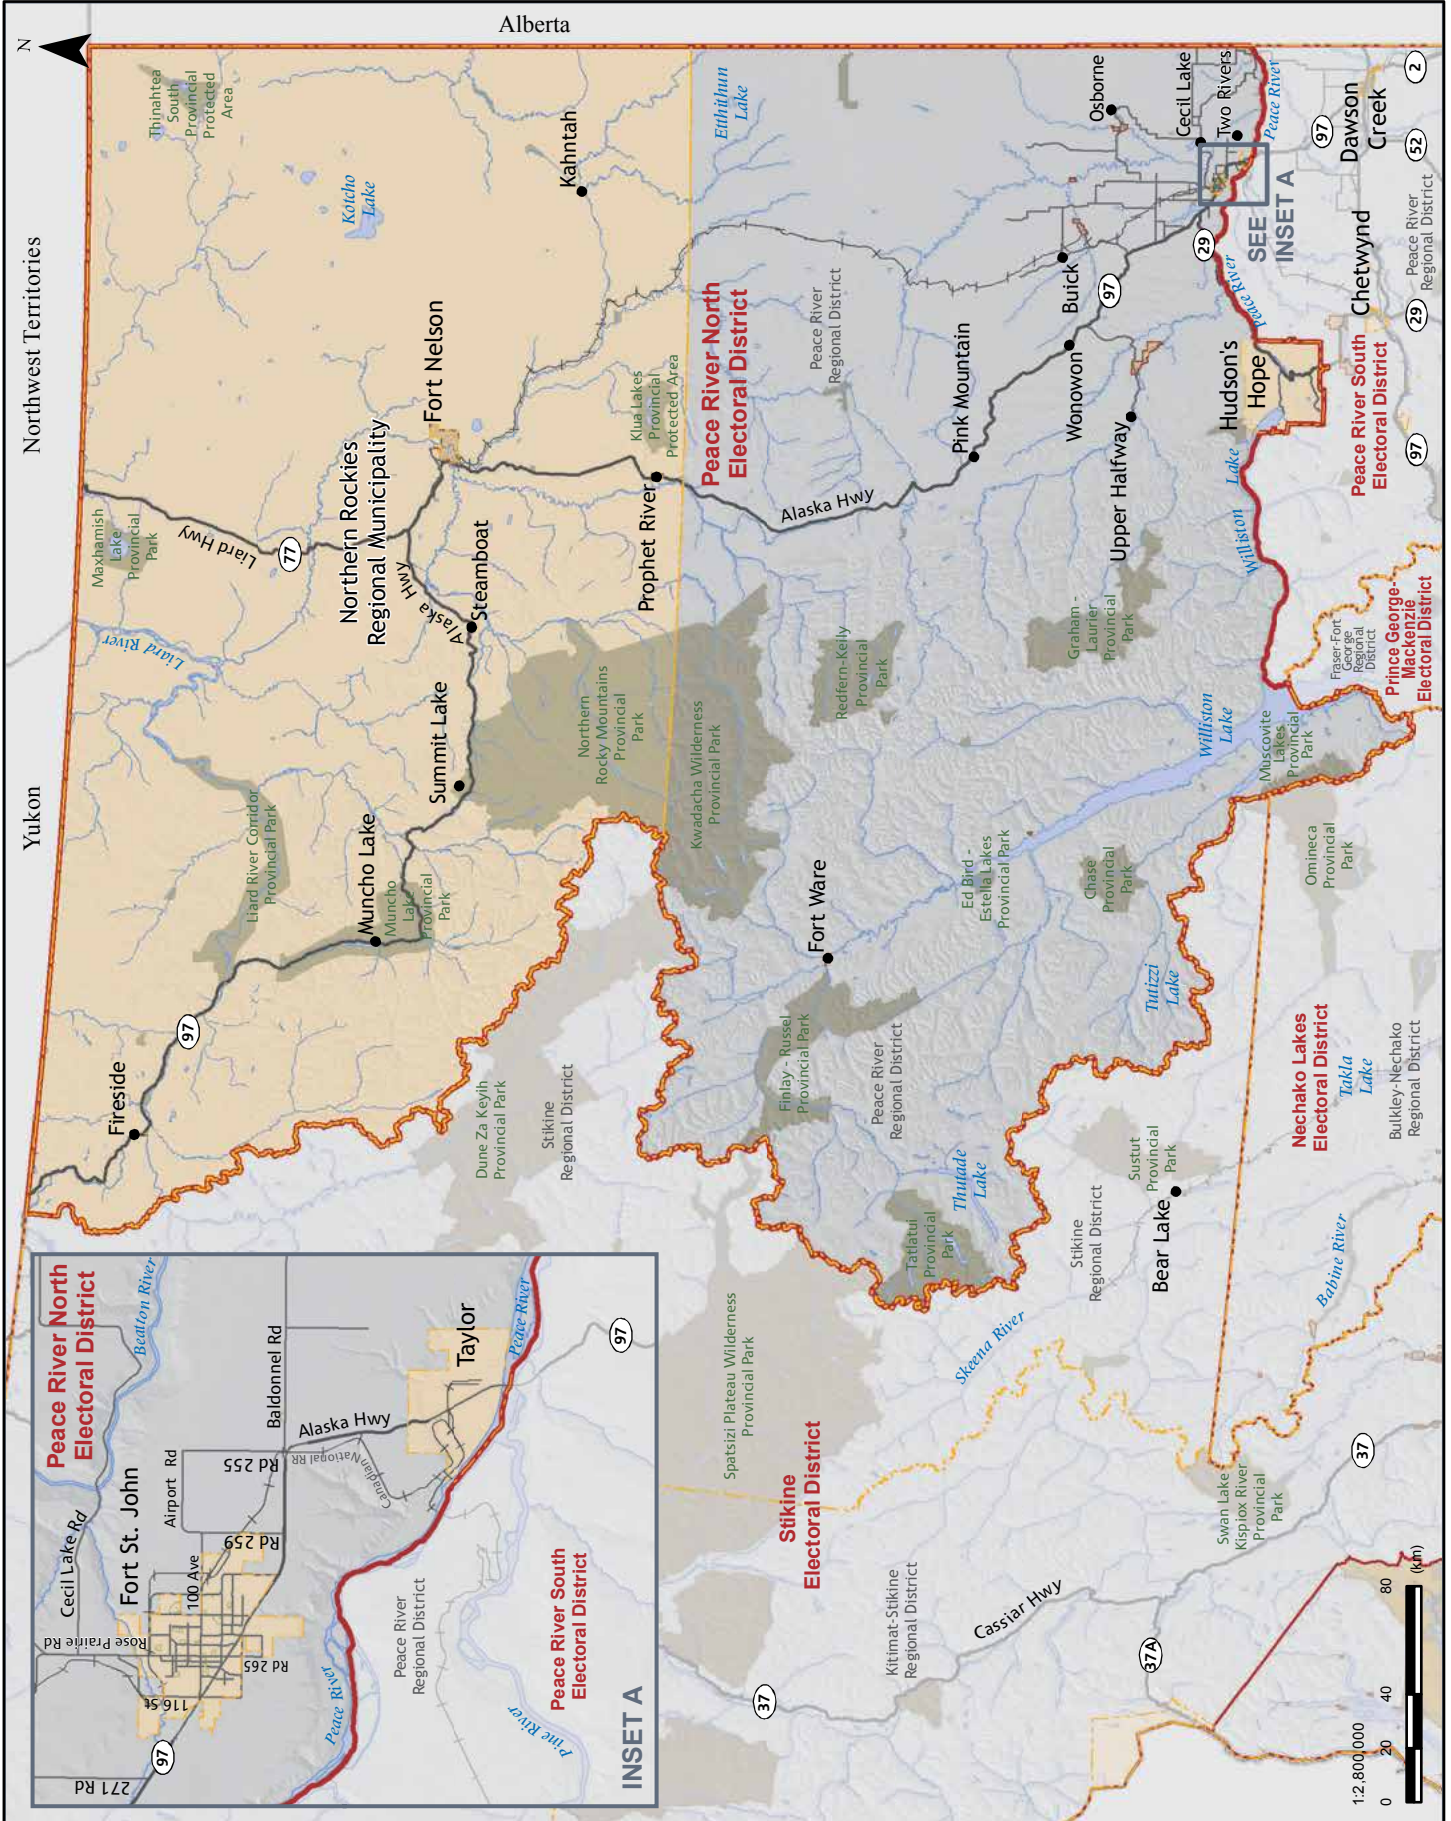 N
Yukon
Northwest Territories
Alberta
Thinahtea
South
Provincial
Protected
Area
Maxhamish
Lake
Provincial
Park
Liard Hwy
77
Liard River
Kotcho
Lake
Kahntah
Fort Nelson
Northern Rockies
Regional Municipality
Alaska Hwy
Steamboat
Summit Lake
Muncho Lake
Muncho
Lake
Provincial
Park
Liard River Corridor
Provincial Park
97
Fireside
Northern
Rocky Mountains
Provincial
Park
Klua Lakes
Provincial
Protected Area
Prophet River
Peace River North
Electoral District
Etthithun
Lake
Peace River
Regional District
Alaska Hwy
Kwadacha Wilderness
Provincial Park
Redfern-Keily
Provincial
Park
Pink Mountain
Wonowon
Buick
97
Upper Halfway
Osborne
Cecil Lake
Two Rivers
Peace River
29
SEE
INSET A
Peace River
Hudson's
Hope
Graham -
Laurier
Provincial
Park
Williston
Lake
Williston
Lake
Muscovite
Lakes
Provincial
Park
Fort Ware
Ed Bird -
Estella Lakes
Provincial Park
Chase
Provincial
Park
Finlay - Russel
Provincial Park
Peace River
Regional District
Tutizzi
Lake
Thutade
Lake
Tatlatui
Provincial
Park
Dune Za Keyih
Provincial Park
Stikine
Regional District
Spatsizi Plateau Wilderness
Provincial Park
Stikine
Electoral District
Skeena River
Stikine
Regional District
Sustut
Provincial
Park
Bear Lake
Omineca
Provincial
Park
Nechako Lakes
Electoral District
Takla
Lake
Bulkley-Nechako
Regional District
Babine River
Swan Lake
Kispiox River
Provincial
Park
Kitimat-Stikine
Regional District
Cassiar Hwy
37
37
37A
Fraser-Fort
George
Regional
District
Prince George-
Mackenzie
Electoral District
Peace River South
Electoral District
Chetwynd
Peace River
Regional District
Dawson
Creek
97
2
52
29
97
1:2,800,000
0
20
40
80
(km)
Peace River North
Electoral District
Beatton River
Cecil Lake Rd
Fort St. John
Airport Rd
Baldonnel Rd
Rd 255
Rd 259
100 Ave
Rose Prairie Rd
Rd 265
116 St
271 Rd
97
Alaska Hwy
Canadian National RR
Taylor
Peace River
Peace River
97
Peace River
Regional District
Peace River South
Electoral District
Pine River
INSET A